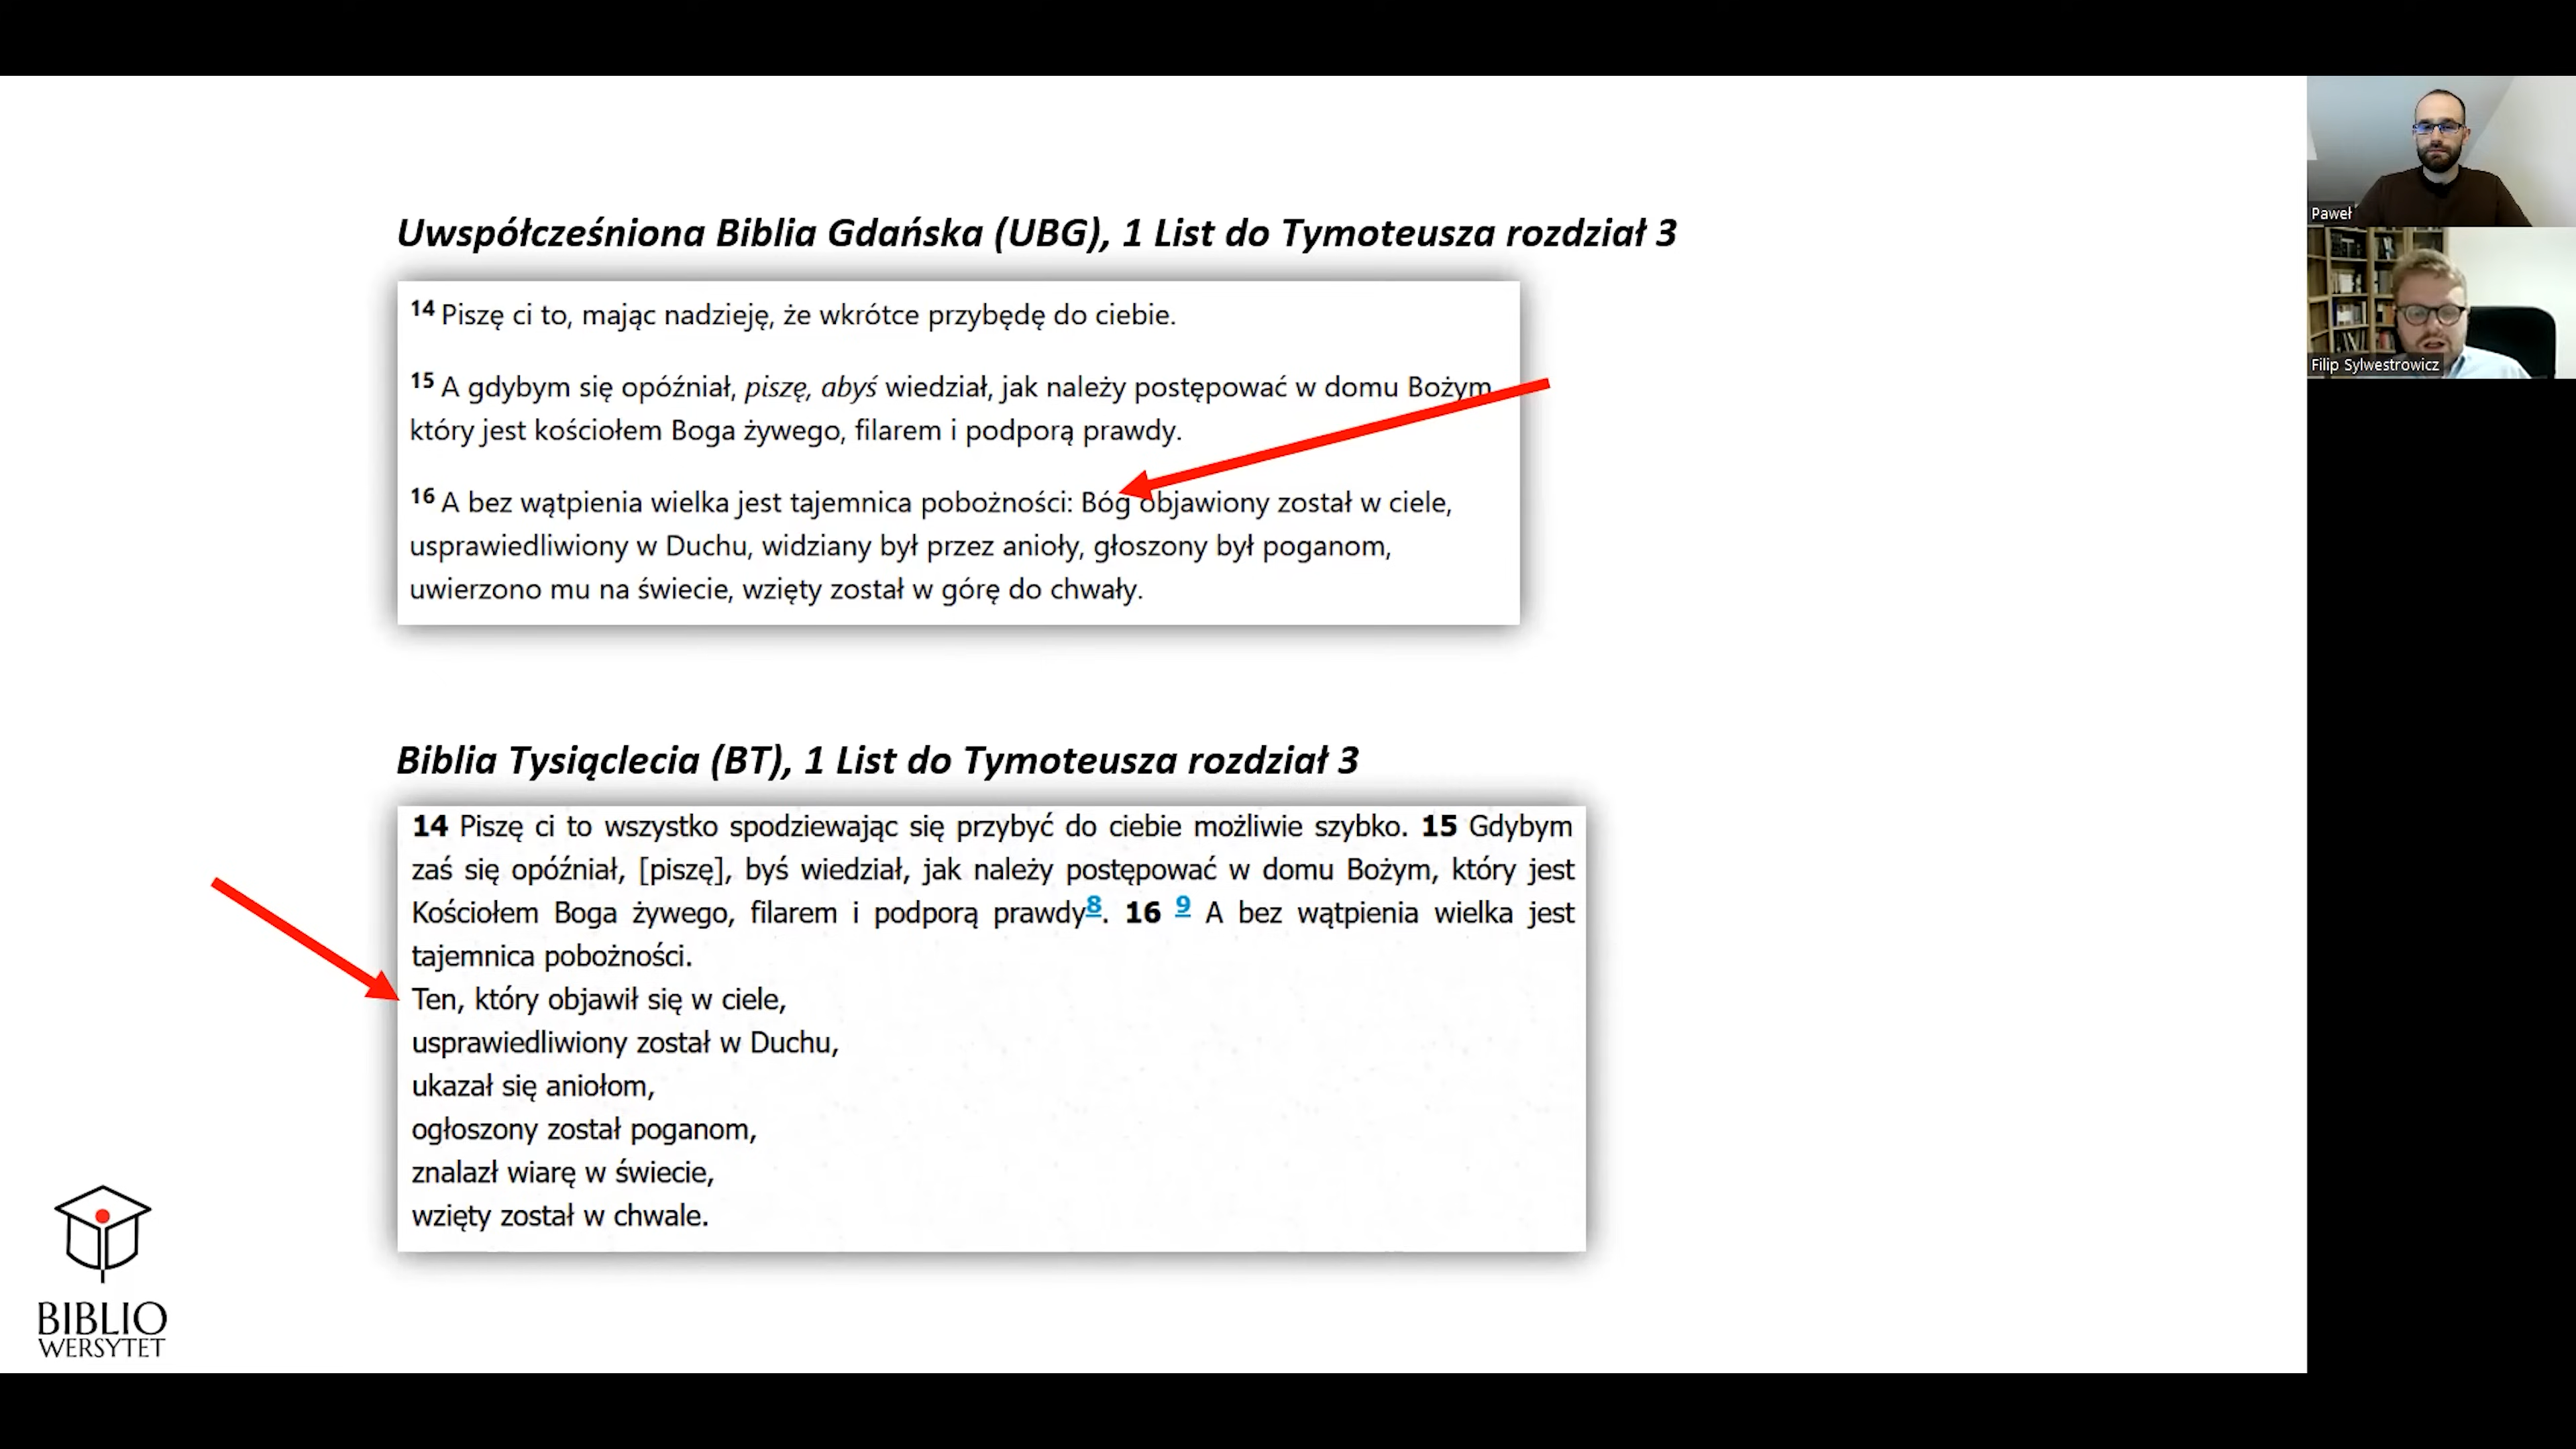 Uwspółcześniona Biblia Gdańska (UBG), 1 List do Tymoteusza rozdział 3
14 Piszę ci to, mając nadzieję, że wkrótce przybędę do ciebie.
15 A gdybym się opóźniał, piszę, abyś wiedział, jak należy postępować w domu Bożym
który jest kościołem Boga żywego, filarem i podporą prawdy.
16 A bez wątpienia wielka jest tajemnica pobożności: Bóg objawiony został w ciele,
usprawiedliwiony w Duchu, widziany był przez anioły, głoszony był poganom,
uwierzono mu na świecie, wzięty został w górę do chwały.
Biblia Tysiąclecia (BT), 1 List do Tymoteusza rozdział 3
14 Piszę ci to wszystko spodziewając się przybyć do ciebie możliwie szybko. 15 Gdybym
zaś się opóźniał, [piszę], byś wiedział, jak należy postępować w domu Bożym, który jest
Kościołem Boga żywego, filarem i podporą prawdy8. 16 9 A bez wątpienia wielka jest
tajemnica pobożności.
Ten, który objawił się w ciele,
usprawiedliwiony został w Duchu,
ukazał się aniołom,
ogłoszony został poganom,
znalazł wiarę w świecie,
wzięty został w chwale.
BIBLIO
WERSYTET
Paweł
Filip Sylwestrowicz